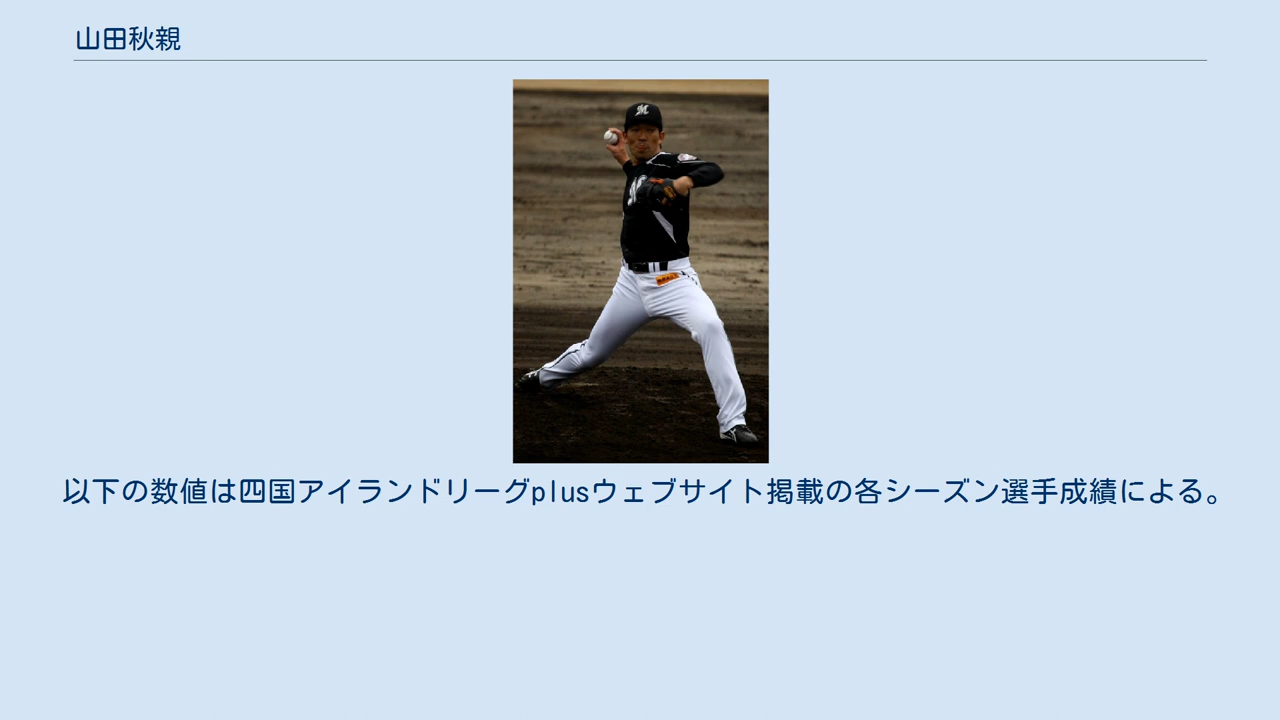 山田秋親
以下の数値は四国アイランドリーグplusウェブサイト掲載の各シーズン選手成績による。